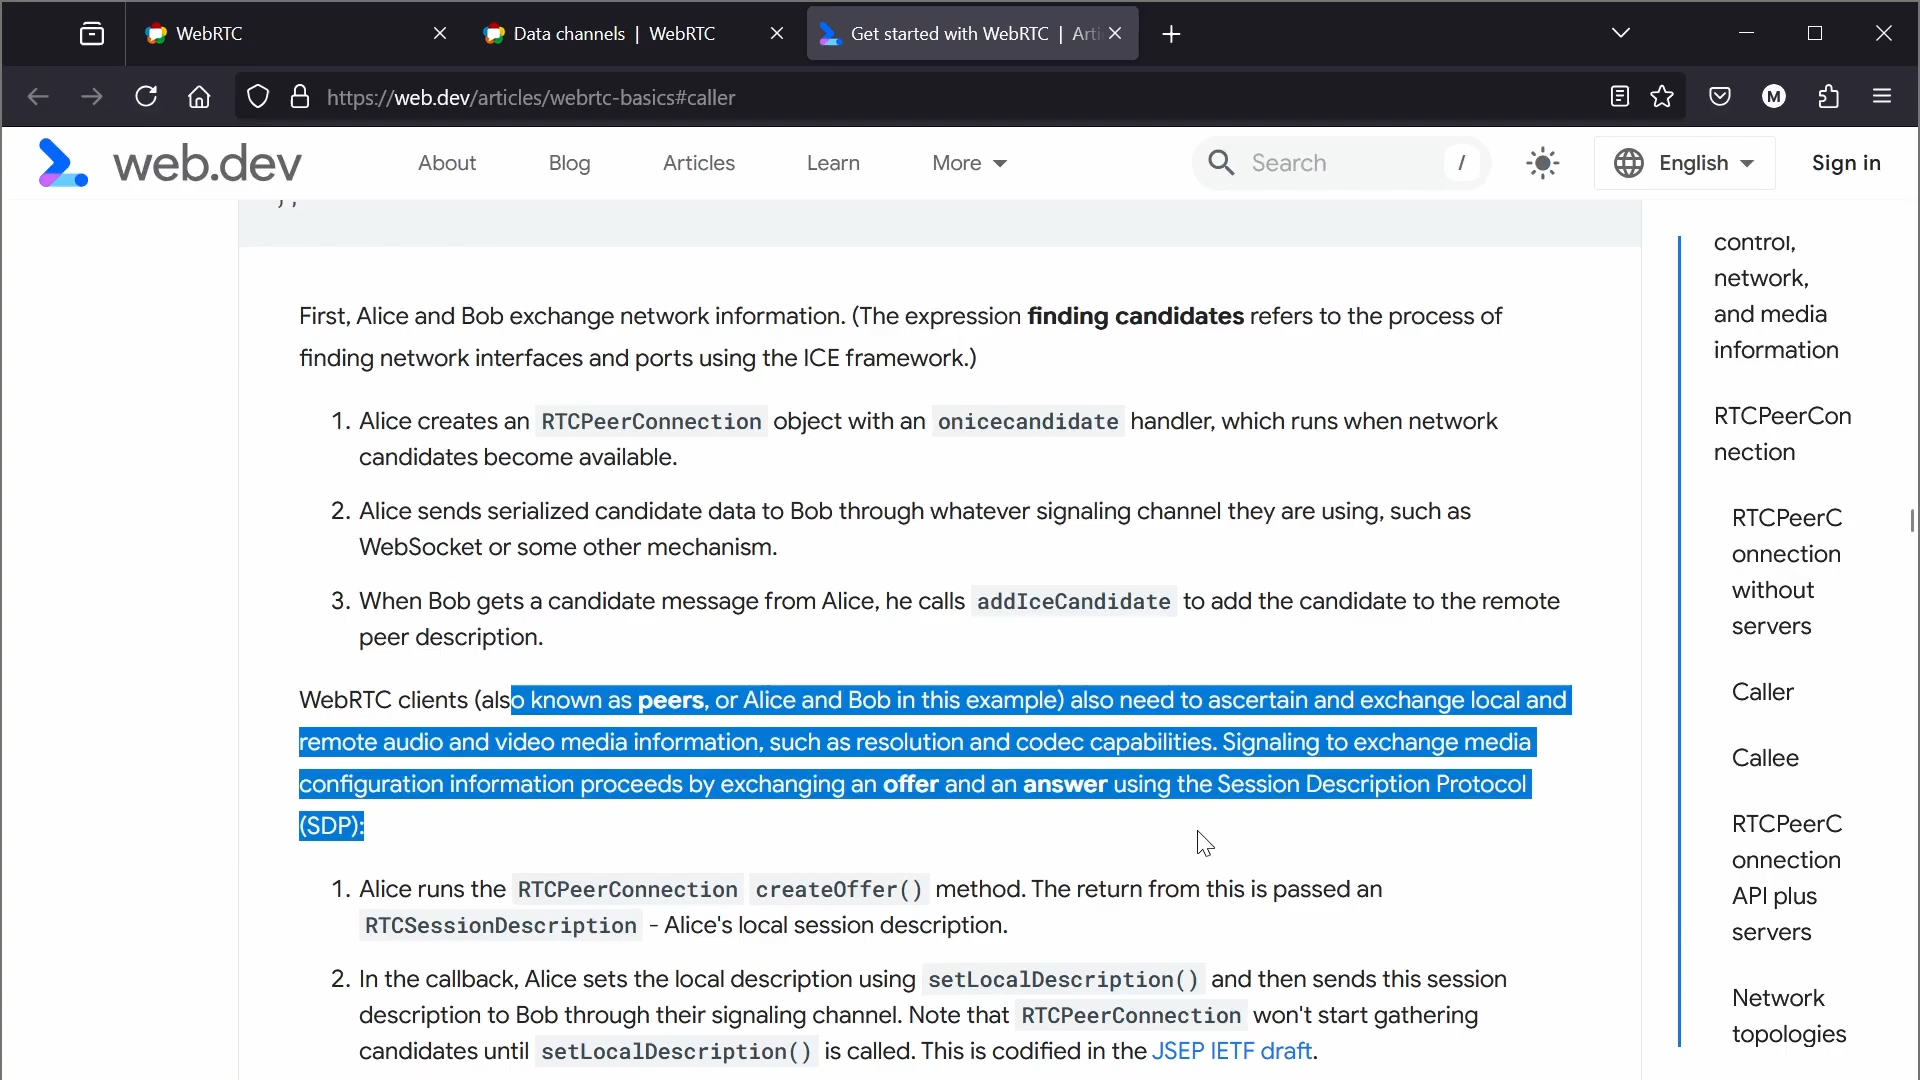 WebRTC
Data channels | WebRTC
Get started with WebRTC | Arti
https://web.dev/articles/webrtc-basics#caller
M
web.dev
About
Blog
Articles
Learn
More
Search
/
English
Sign in
First, Alice and Bob exchange network information. (The expression finding candidates refers to the process of
finding network interfaces and ports using the ICE framework.)
1. Alice creates an RTCPeerConnection object with an onicecandidate handler, which runs when network
candidates become available.
2. Alice sends serialized candidate data to Bob through whatever signaling channel they are using, such as
WebSocket or some other mechanism.
3. When Bob gets a candidate message from Alice, he calls addIceCandidate to add the candidate to the remote
peer description.
WebRTC clients (also known as peers, or Alice and Bob in this example) also need to ascertain and exchange local and
remote audio and video media information, such as resolution and codec capabilities. Signaling to exchange media
configuration information proceeds by exchanging an offer and an answer using the Session Description Protocol
(SDP):
1. Alice runs the RTCPeerConnection createOffer() method. The return from this is passed an
RTCSessionDescription - Alice's local session description.
2. In the callback, Alice sets the local description using setLocalDescription() and then sends this session
description to Bob through their signaling channel. Note that RTCPeerConnection won't start gathering
candidates until setLocalDescription() is called. This is codified in the JSEP IETF draft.
control,
network,
and media
information
RTCPeerCon
nection
RTCPeerC
onnection
without
servers
Caller
Callee
RTCPeerC
onnection
API plus
servers
Network
topologies